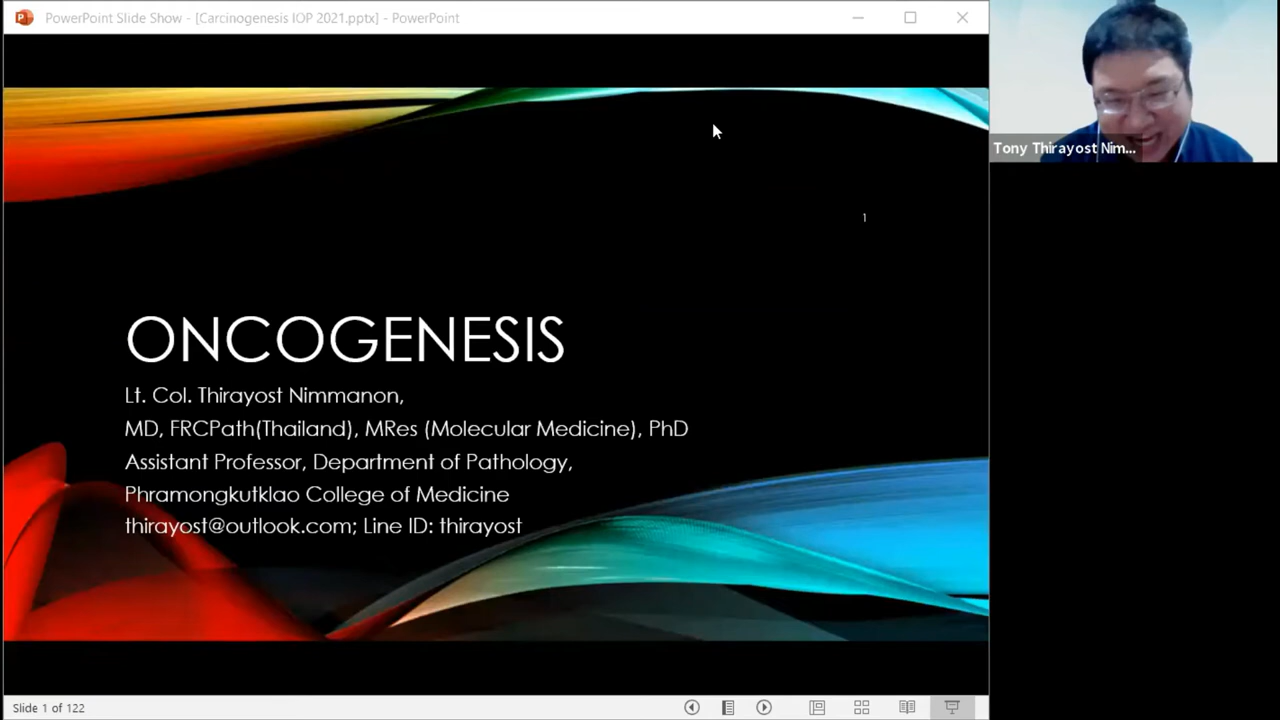 PowerPoint Slide Show - [Carcinogenesis IOP 2021.pptx] - PowerPoint
Tony Thirayost Nim...
1
ONCOGENESIS
Lt. Col. Thirayost Nimmanon,
MD, FRCPath(Thailand), MRes (Molecular Medicine), PhD
Assistant Professor, Department of Pathology,
Phramongkutklao College of Medicine
thirayost@outlook.com; Line ID: thirayost
Slide 1 of 122